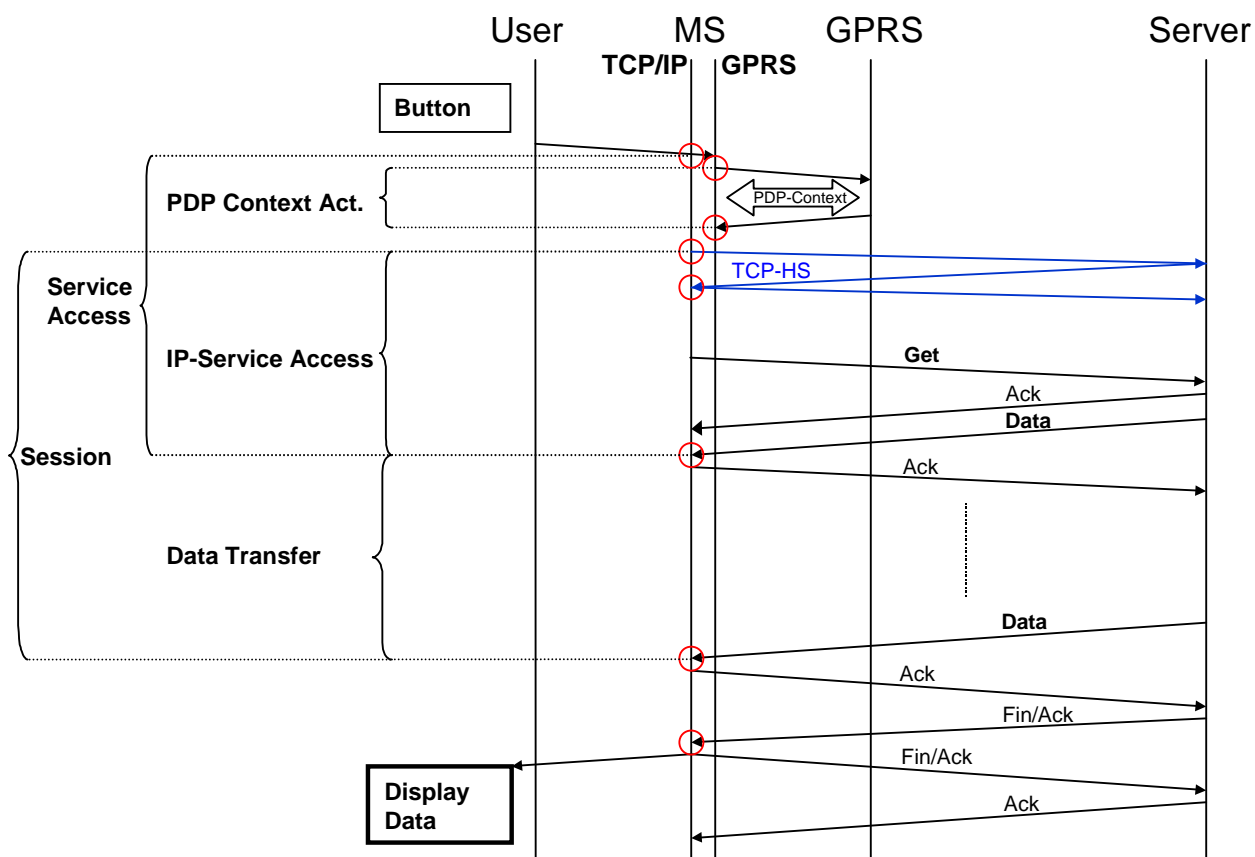 User MS GPRS Server
TCP/IP GPRS
Button
PDP Context Act.
PDP-Context
TCP-HS
Service
Access
IP-Service Access
Get
Ack
Data
Session
Ack
Data Transfer
Data
Ack
Fin/Ack
Fin/Ack
Display
Data
Ack